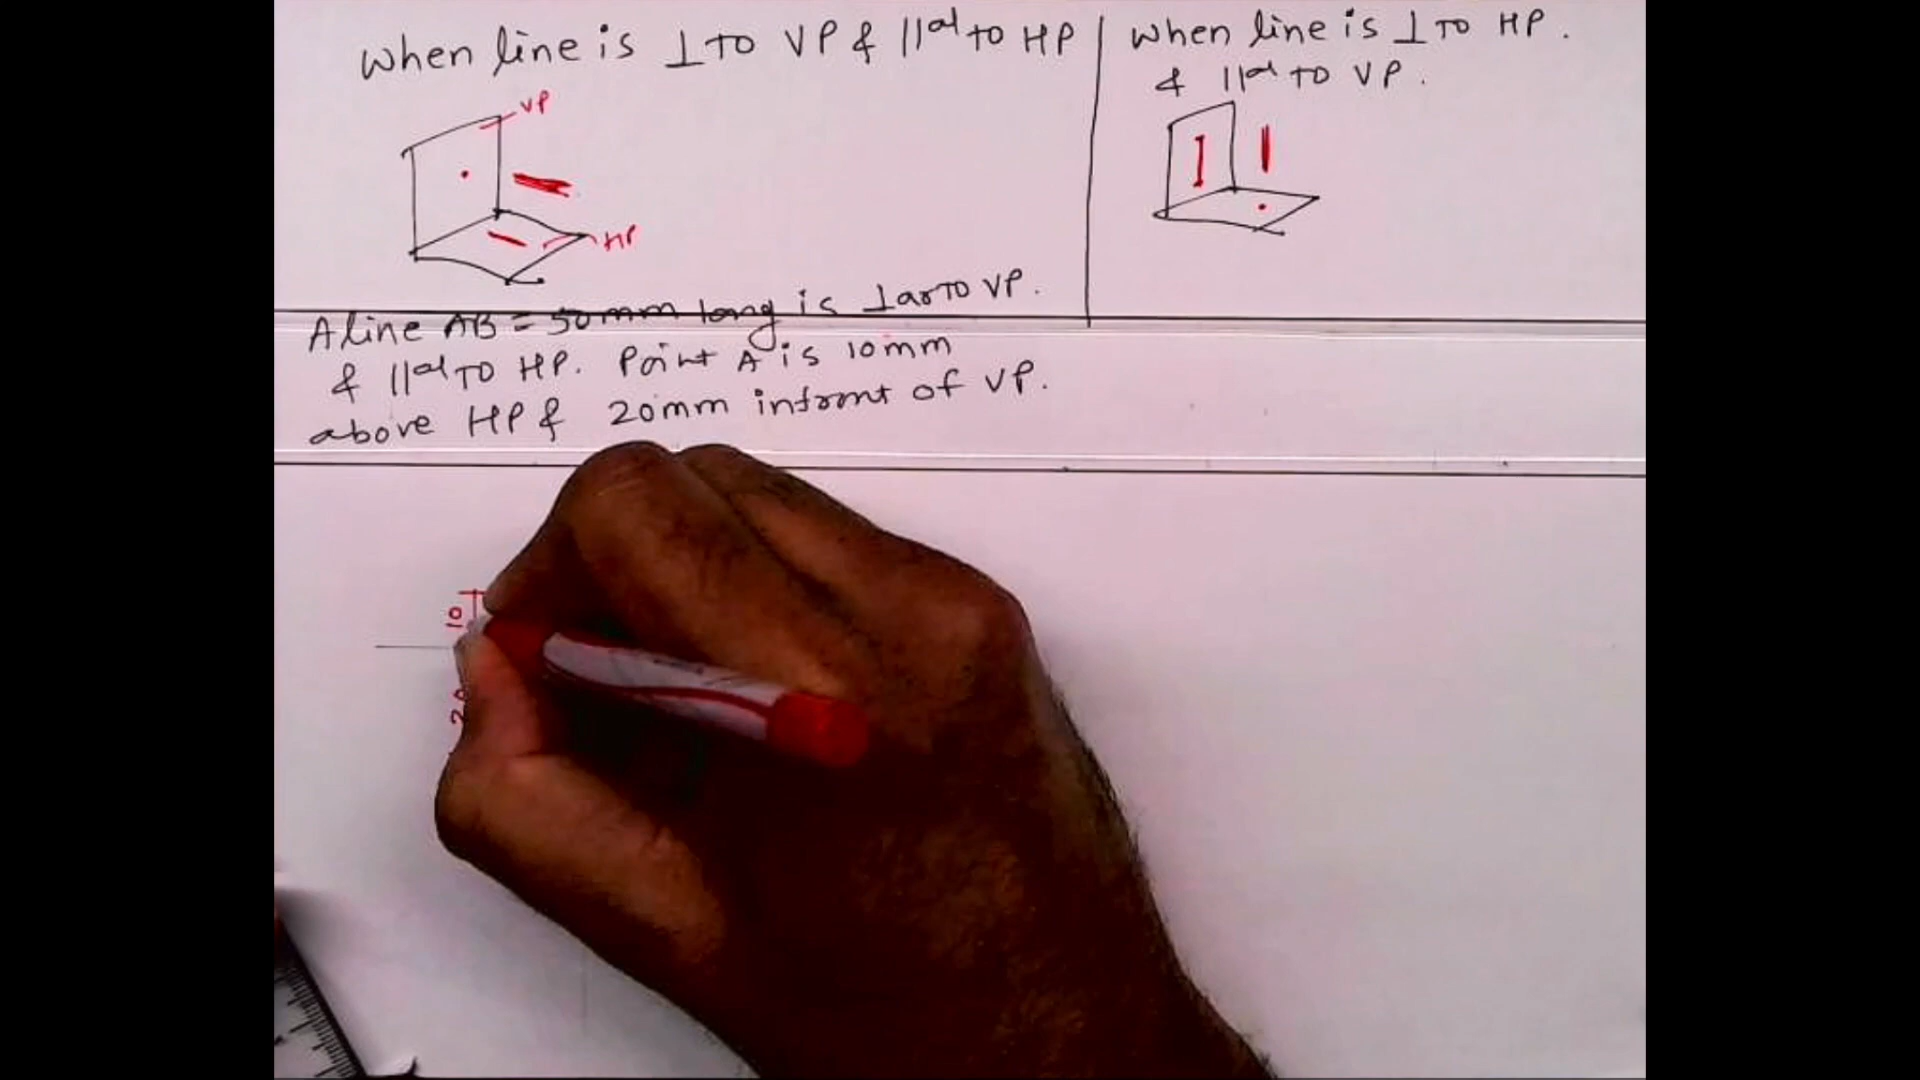 When line is ⊥ TO VP & ||al to HP
When line is ⊥ TO HP.
& ||al TO VP.
VP
HP
A line AB = 50mm long is ⊥ar TO VP.
& ||al TO HP. Point A is 10mm
above HP & 20mm infront of VP.
10
20